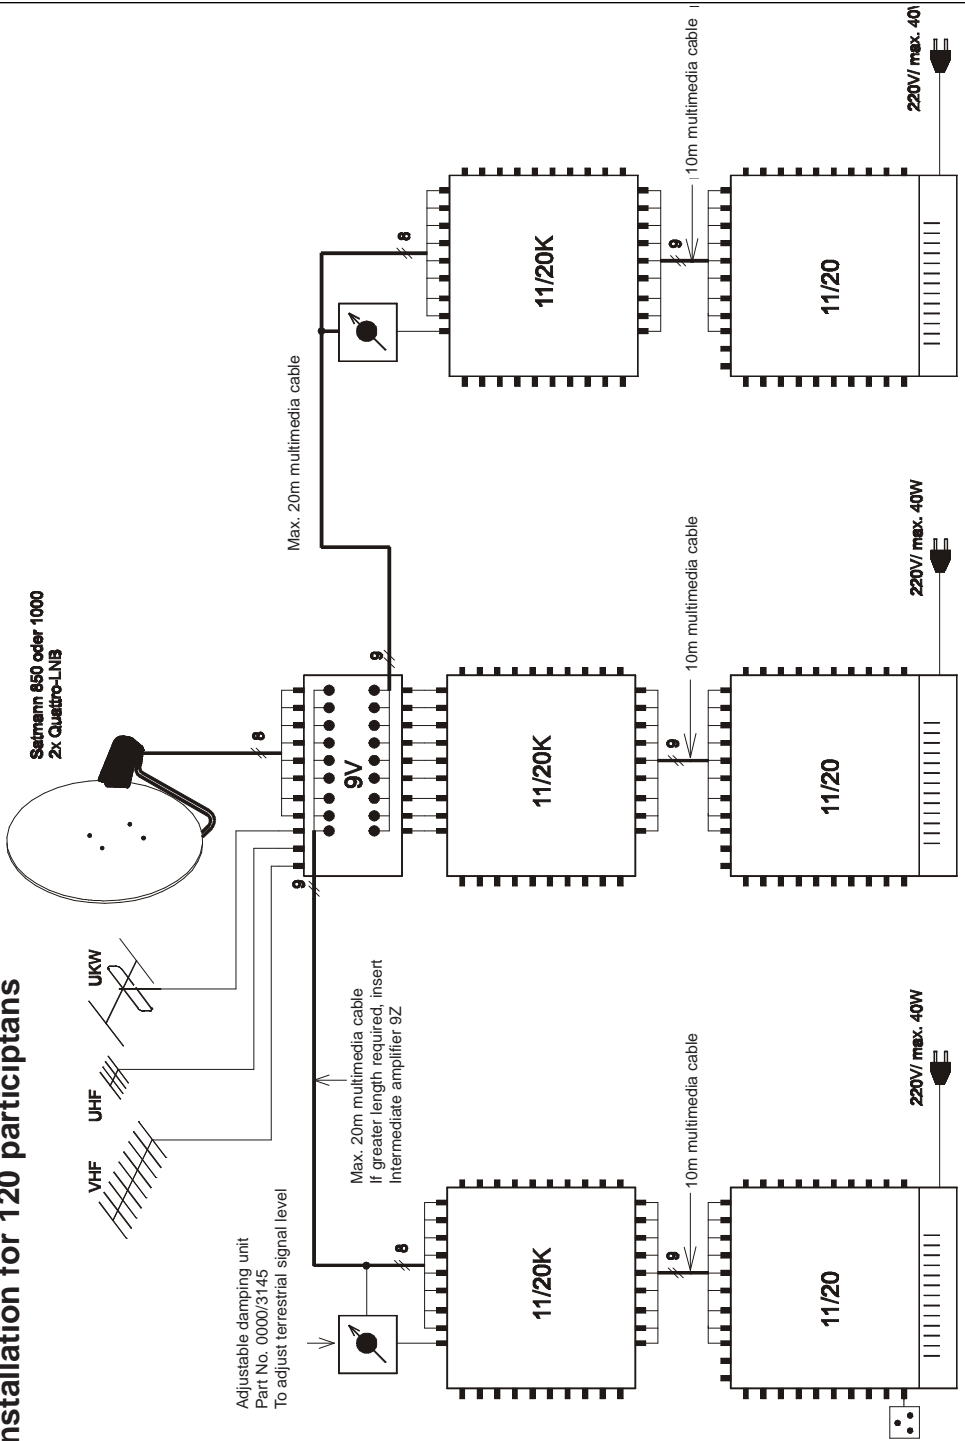 nstallation for 120 participtans
VHF
UHF
UKW
Satmann 850 oder 1000
2x Quattro-LNB
8
9
9V
9
Max. 20m multimedia cable
Adjustable damping unit
Part No. 0000/3145
To adjust terrestrial signal level
Max. 20m multimedia cable
If greater length required, insert
Intermediate amplifier 9Z
8
8
11/20K
11/20K
11/20K
9
10m multimedia cable
9
10m multimedia cable
9
10m multimedia cable
11/20
11/20
11/20
220V/ max. 40W
220V/ max. 40W
220V/ max. 40